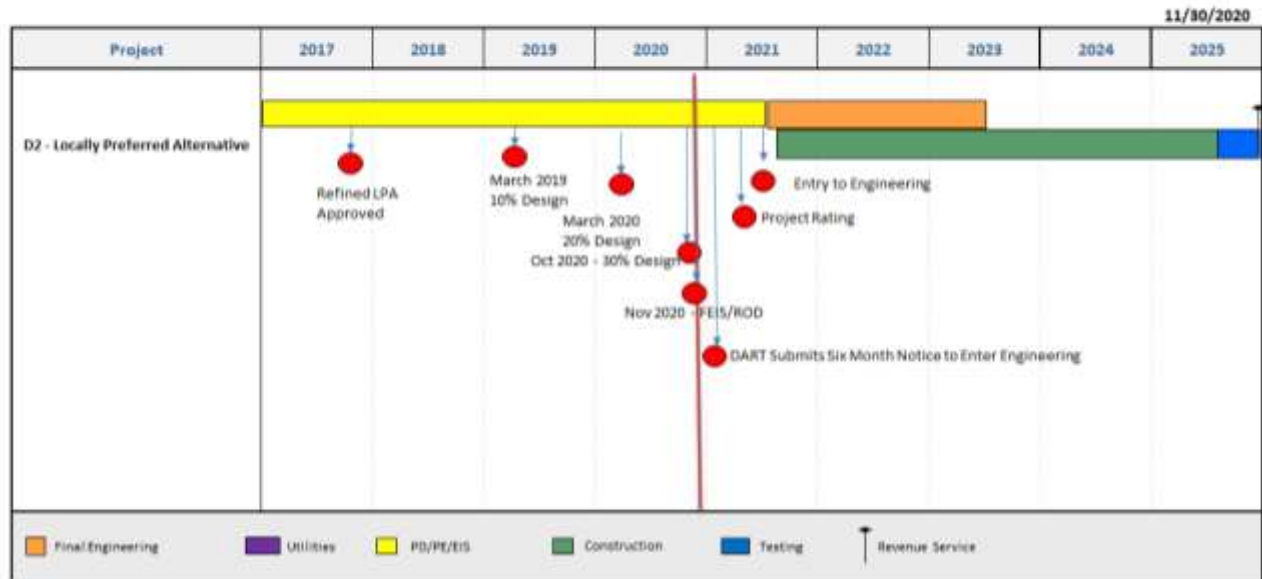 11/30/2020
Project 2017 2018 2019 2020 2021 2022 2023 2024 2025
D2 - Locally Preferred Alternative
Refined LPA
Approved
March 2019
10% Design
March 2020
20% Design
Oct 2020 - 30% Design
Nov 2020 - FEIS/ROD
Entry to Engineering
Project Rating
DART Submits Six Month Notice to Enter Engineering
Final Engineering Utilities PD/PE/EIS Construction Testing Revenue Service